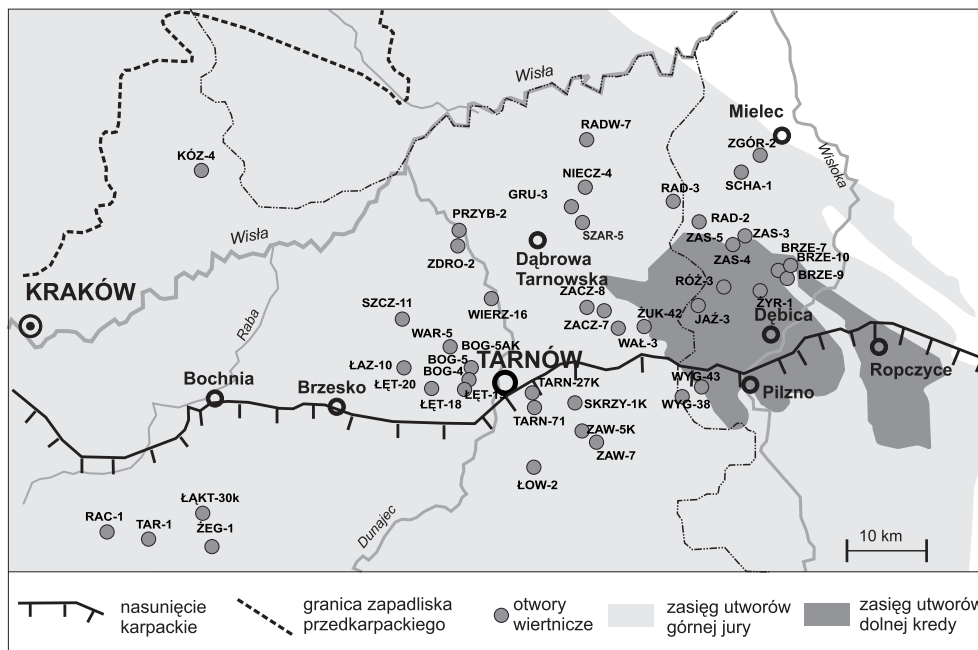 Wisła
Mielec
RADW-7
ZGÓR-2
KÓZ-4
Wisłoka
NIECZ-4
SCHA-1
RAD-3
GRU-3
PRZYB-2
RAD-2
SZAR-5
ZAS-5
ZAS-3
Wisła
BRZE-7
ZDRO-2
Dąbrowa
Tarnowska
ZAS-4
BRZE-10
BRZE-9
KRAKÓW
RÓŻ-3
ZACZ-8
ŻYR-1
SZCZ-11
WIERZ-16
ŻUK-42
JAŹ-3
Dębica
Raba
ZACZ-7
WAR-5
BOG-5AK
WAŁ-3
TARNÓW
BOG-5
ŁAZ-10
BOG-4
Ropczyce
Bochnia
Brzesko
ŁĘT-20
WYG-43
TARN-27K
Pilzno
ŁĘT-18
ŁĘT-19
SKRZY-1K
WYG-38
TARN-71
ZAW-5K
ZAW-7
ŁOW-2
ŁĄKT-30k
RAC-1
TAR-1
ŻEG-1
Dunajec
10 km
nasunięcie
karpackie
granica zapadliska
przedkarpackiego
otwory
wiertnicze
zasięg utworów
górnej jury
zasięg utworów
dolnej kredy